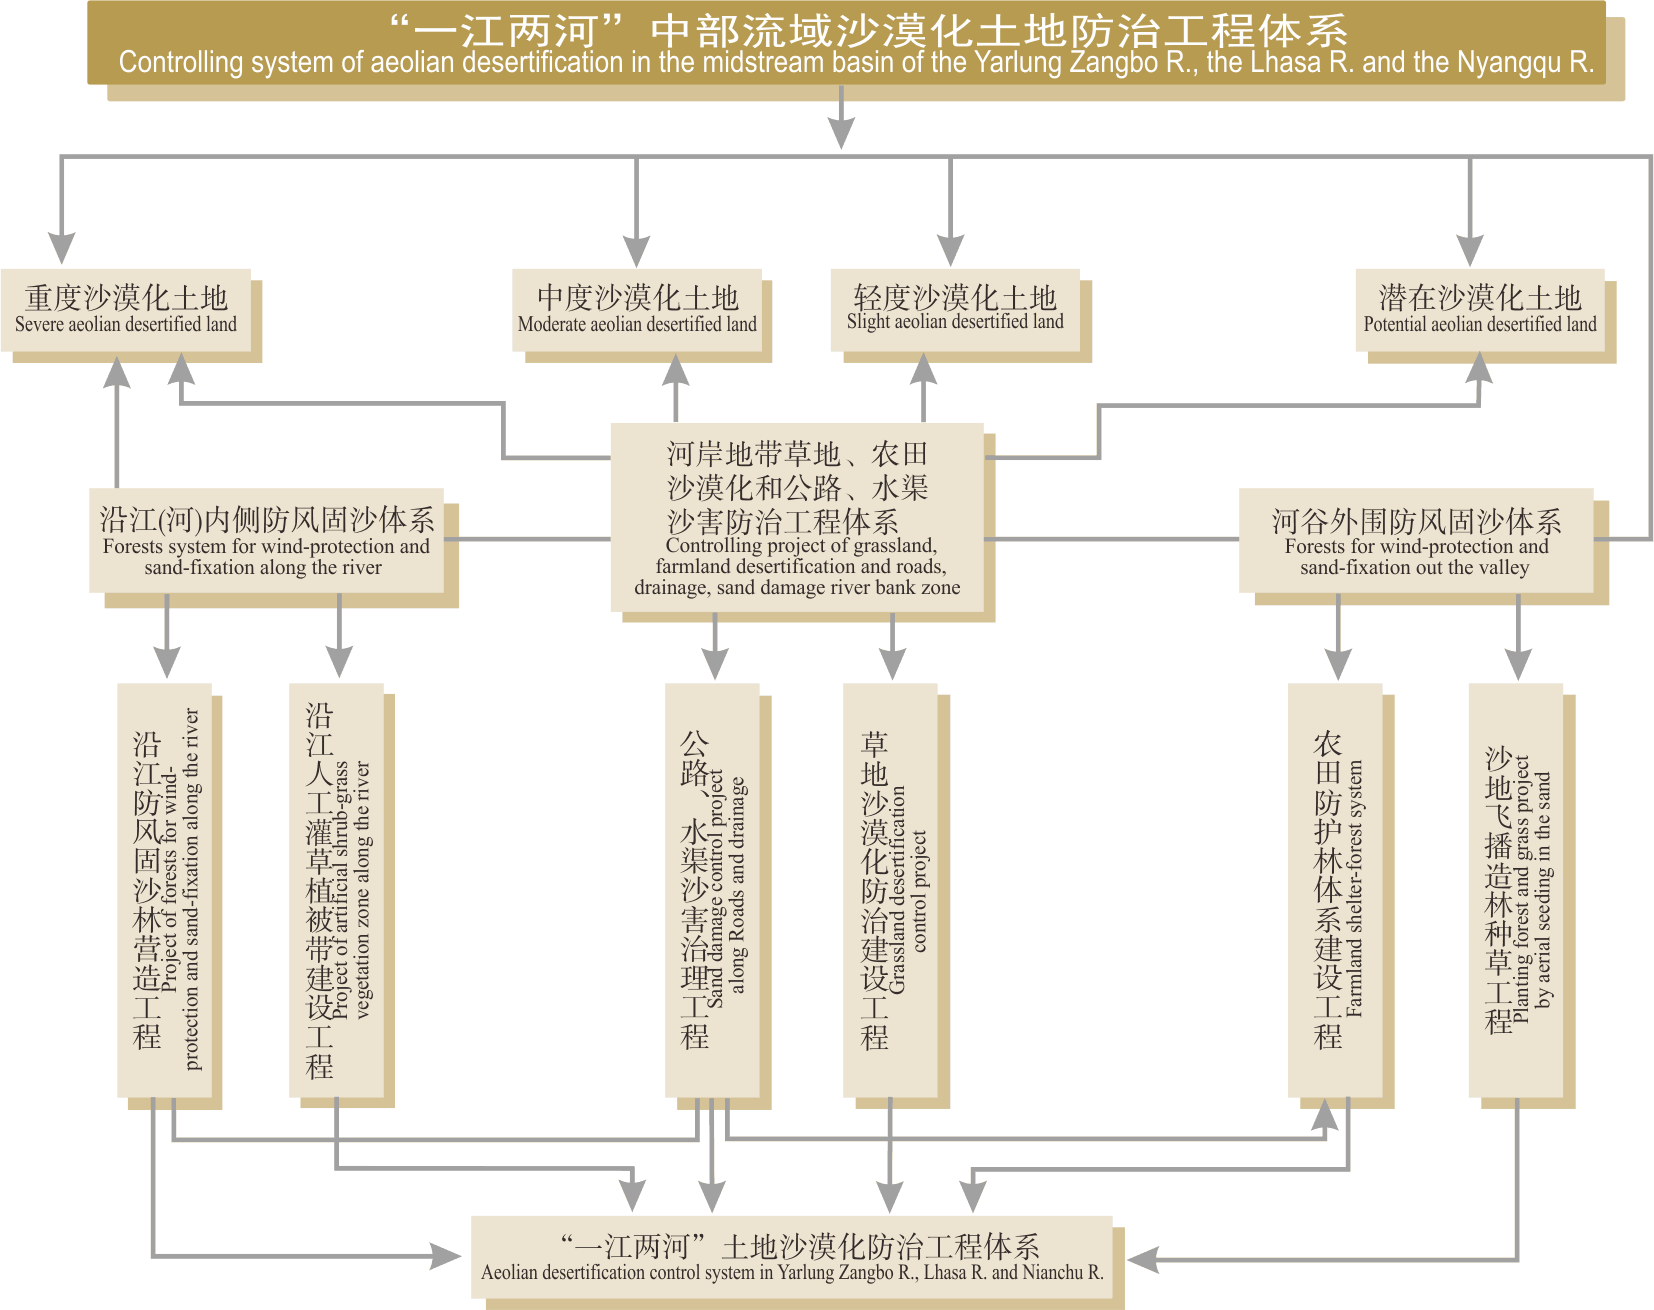 “一江两河”中部流域沙漠化土地防治工程体系
Controlling system of aeolian desertification in the midstream basin of the Yarlung Zangbo R., the Lhasa R. and the Nyangqu R.
重度沙漠化土地
Severe aeolian desertified land
中度沙漠化土地
Moderate aeolian desertified land
轻度沙漠化土地
Slight aeolian desertified land
潜在沙漠化土地
Potential aeolian desertified land
沿江(河)内侧防风固沙体系
Forests system for wind-protection and
sand-fixation along the river
河岸地带草地、农田
沙漠化和公路、水渠
沙害防治工程体系
Controlling project of grassland,
farmland desertification and roads,
drainage, sand damage river bank zone
河谷外围防风固沙体系
Forests for wind-protection and
sand-fixation out the valley
沿江防风固沙林营造工程
Project of forests for wind-
protection and sand-fixation along the river
沿江人工灌草植被带建设工程
Project of artificial shrub-grass
vegetation zone along the river
公路、水渠沙害治理工程
Sand damage control project
along Roads and drainage
草地沙漠化防治建设工程
Grassland desertification
control project
农田防护林体系建设工程
Farmland shelter-forest system
沙地飞播造林种草工程
Planting forest and grass project
by aerial seeding in the sand
“一江两河”土地沙漠化防治工程体系
Aeolian desertification control system in Yarlung Zangbo R., Lhasa R. and Nianchu R.